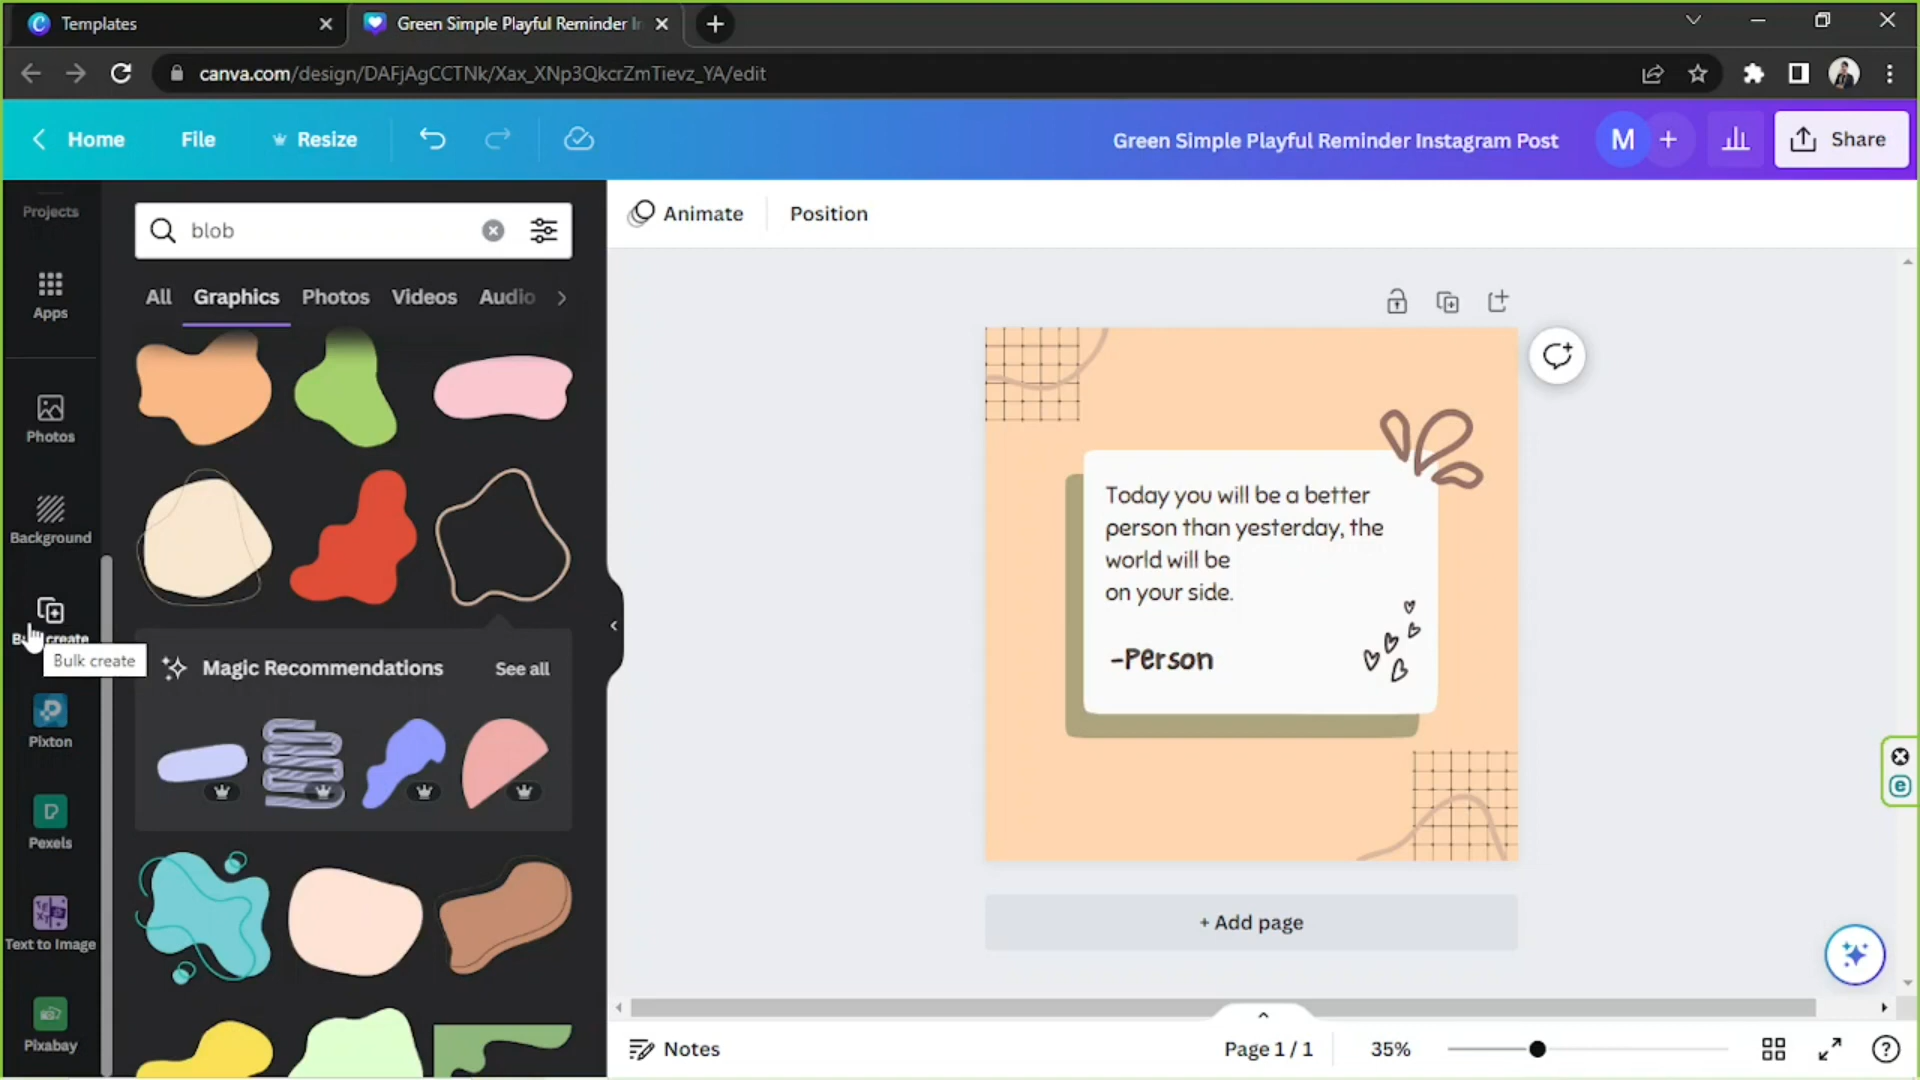 Templates
Green Simple Playful Reminder
canva.com/design/DAFjAgCCTNk/Xax_XNp3QkcrZmTievz_YA/edit
Home
File
Resize
Green Simple Playful Reminder Instagram Post
M
Share
Projects
blob
Animate
Position
All
Graphics
Photos
Videos
Audio
Apps
Photos
Background
Bulk create
Magic Recommendations
See all
Pixton
Pexels
Text to Image
Pixabay
Today you will be a better
person than yesterday, the
world will be
on your side.
-Person
+ Add page
Notes
Page 1 / 1
35%